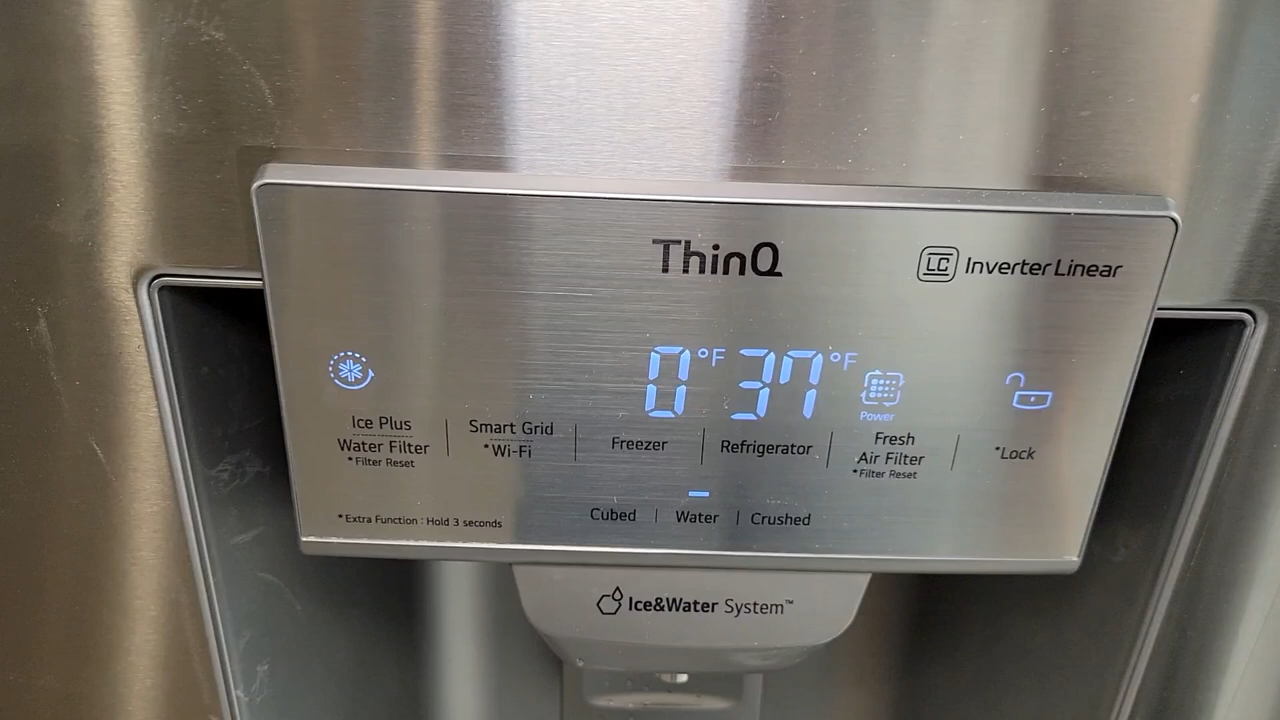 ThinQ
LC Inverter Linear
0°F 37°F
Power
Ice Plus
Water Filter
*Filter Reset
Smart Grid
*Wi-Fi
Freezer
Refrigerator
Fresh
Air Filter
*Filter Reset
*Lock
*Extra Function : Hold 3 seconds
Cubed | Water | Crushed
Ice&Water System™